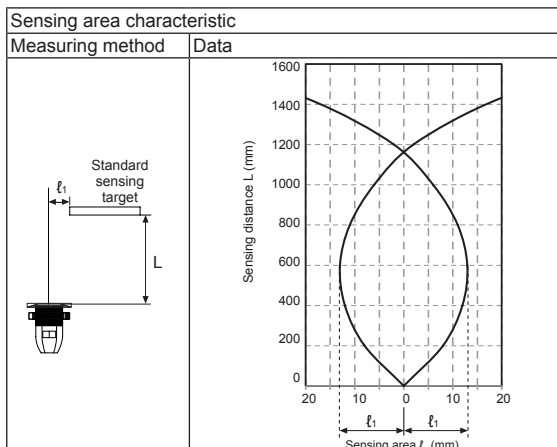 Sensing area characteristic
Measuring method Data
Standard
sensing
target
ℓ1
L
Sensing distance L (mm)
1600
1400
1200
1000
800
600
400
200
0
20 10 0 10 20
ℓ1 ℓ1
Sensing area ℓ1 (mm)